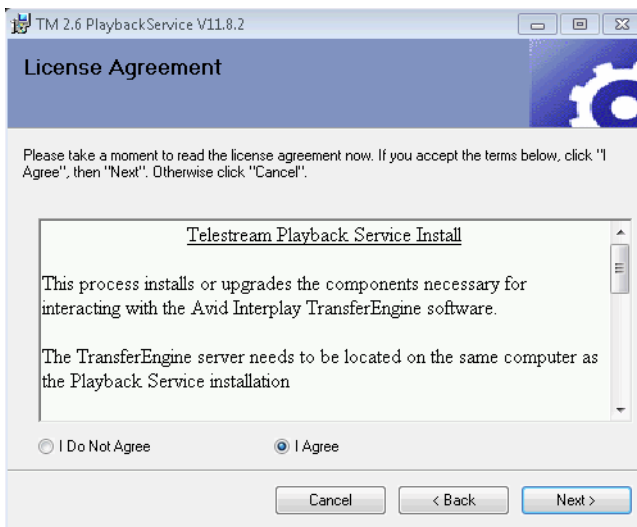 TM 2.6 PlaybackService V11.8.2
License Agreement
Please take a moment to read the license agreement now. If you accept the terms below, click "I
Agree", then "Next". Otherwise click "Cancel".
Telestream Playback Service Install
This process installs or upgrades the components necessary for
interacting with the Avid Interplay TransferEngine software.
The TransferEngine server needs to be located on the same computer as
the Playback Service installation
I Do Not Agree
I Agree
Cancel
< Back
Next >